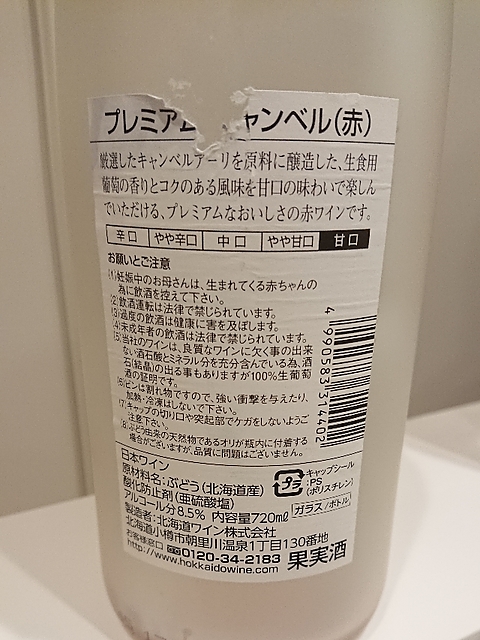 プレミアム ャンベル(赤)
厳選したキャンベルアーリを原料に醸造した、生食用
葡萄の香りとコクのある風味を甘口の味わいで楽しん
でいただける、プレミアムなおいしさの赤ワインです。
辛口 やや辛口 中口 やや甘口 甘口
お願いとご注意
(1)妊娠中のお母さんは、生まれてくる赤ちゃんの
為に飲酒を控えて下さい。
(2)飲酒運転は法律で禁じられています。
(3)過度の飲酒は健康に害を及ぼします。
(4)未成年者の飲酒は法律で禁じられています。
(5)当社のワインは、良質なワインに欠く事の出来
ない酒石酸とミネラル分を充分含んでいる為、酒
石(結晶)の出る事もありますが100%生葡萄
酒の証明です。
(6)ビンは割れ物ですので、強い衝撃を与えたり、
加熱・冷凍はしないで下さい。
(7)キャップの切り口や突起部でケガをしないようご
注意下さい。
(8)ぶどう由来の天然物であるオリが瓶内に付着する
場合がございますが、品質に問題はございません。
4990583314402
日本ワイン
原材料名:ぶどう(北海道産)
酸化防止剤(亜硫酸塩)
アルコール分8.5% 内容量720ml
製造者:北海道ワイン株式会社
北海道小樽市朝里川温泉1丁目130番地
お客様窓口 0120-34-2183
http://www.hokkaidowine.com
プラ
キャップシール
:PS
(ポリスチレン)
ガラス/ボトル
果実酒